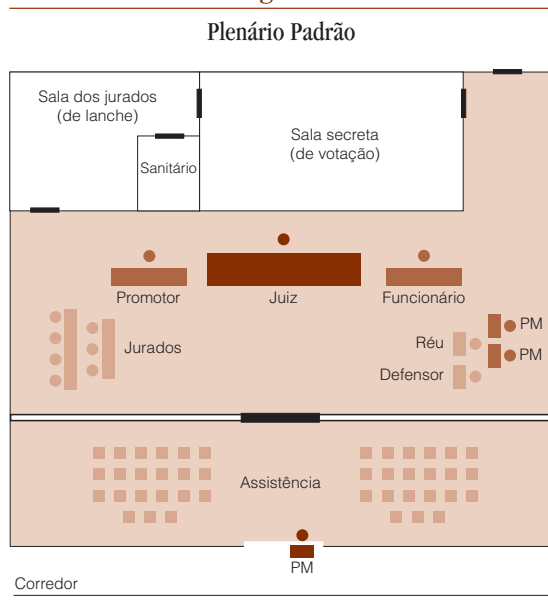 Plenário Padrão
Sala dos jurados
(de lanche)
Sala secreta
(de votação)
Sanitário
Promotor
Juiz
Funcionário
Jurados
Réu
PM
PM
Defensor
Assistência
PM
Corredor